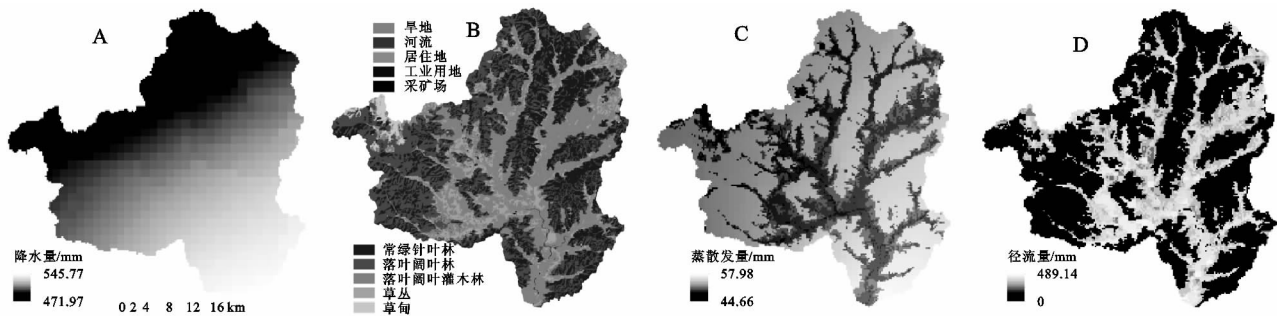 A
降水量/mm
545.77
471.97
0 2 4 8 12 16 km
B
旱地
河流
居住地
工业用地
采矿场
常绿针叶林
落叶阔叶林
落叶阔叶灌木林
草丛
草甸
C
蒸散发量/mm
57.98
44.66
D
径流量/mm
489.14
0